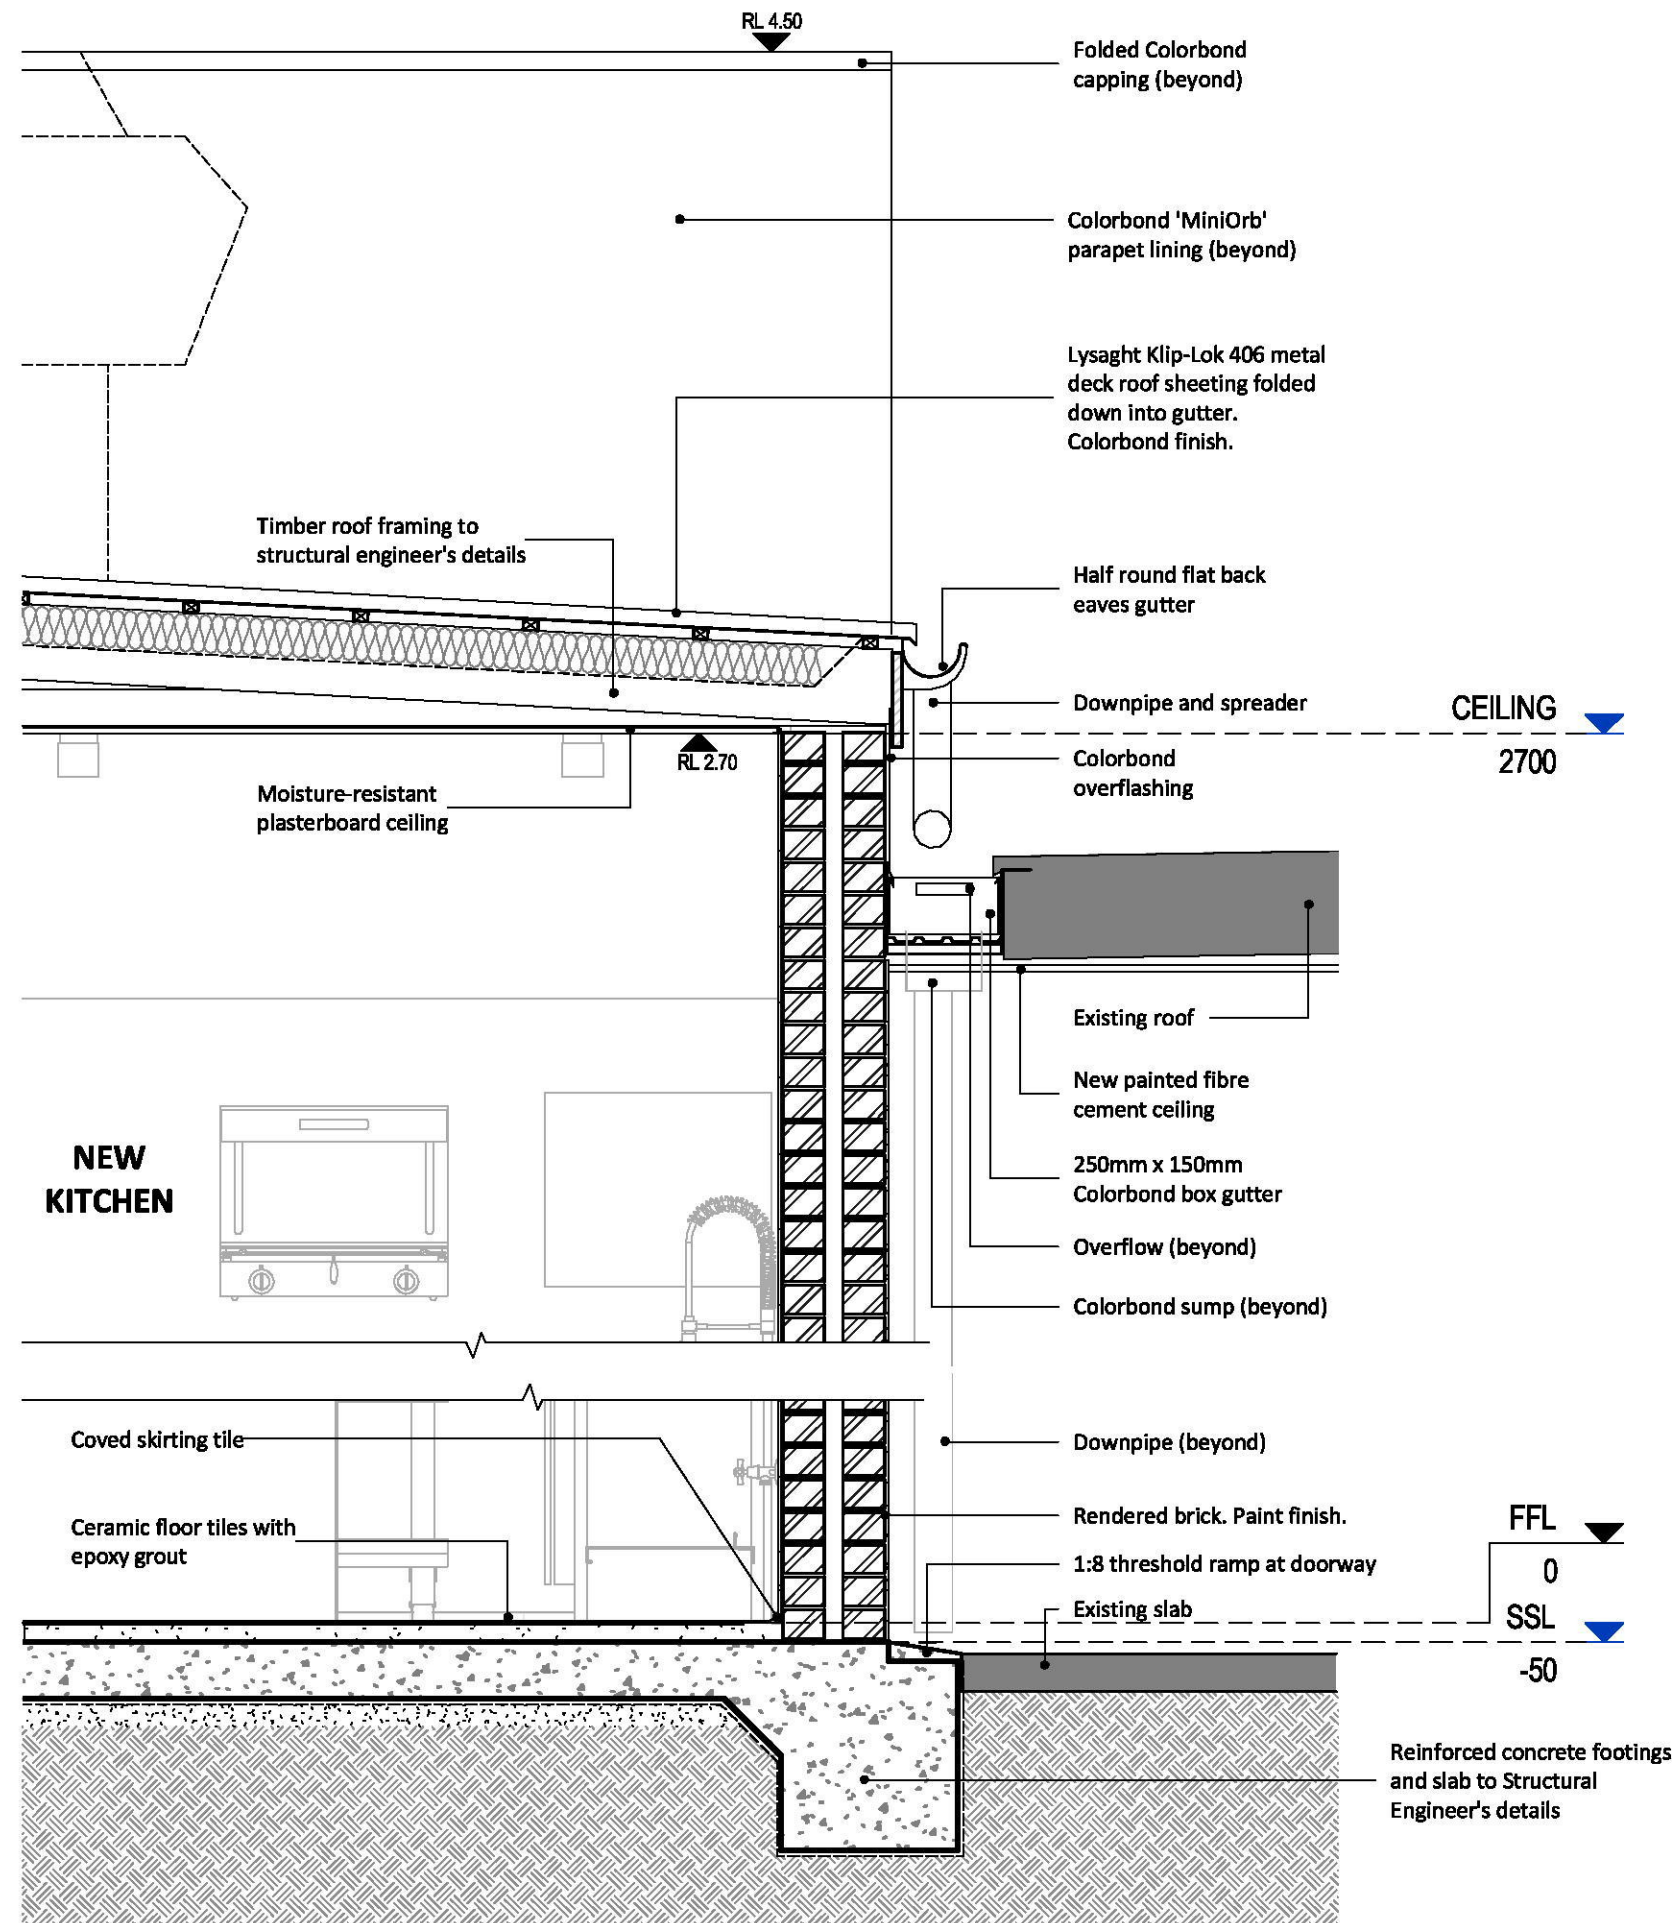 RL 4.50
Folded Colorbond
capping (beyond)
Colorbond 'MiniOrb'
parapet lining (beyond)
Lysaght Klip-Lok 406 metal
deck roof sheeting folded
down into gutter.
Colorbond finish.
Timber roof framing to
structural engineer's details
Half round flat back
eaves gutter
Downpipe and spreader
CEILING
2700
RL 2.70
Colorbond
overflashing
Moisture-resistant
plasterboard ceiling
Existing roof
New painted fibre
cement ceiling
NEW
KITCHEN
250mm x 150mm
Colorbond box gutter
Overflow (beyond)
Colorbond sump (beyond)
Coved skirting tile
Downpipe (beyond)
Ceramic floor tiles with
epoxy grout
Rendered brick. Paint finish.
FFL
0
1:8 threshold ramp at doorway
Existing slab
SSL
-50
Reinforced concrete footings
and slab to Structural
Engineer's details